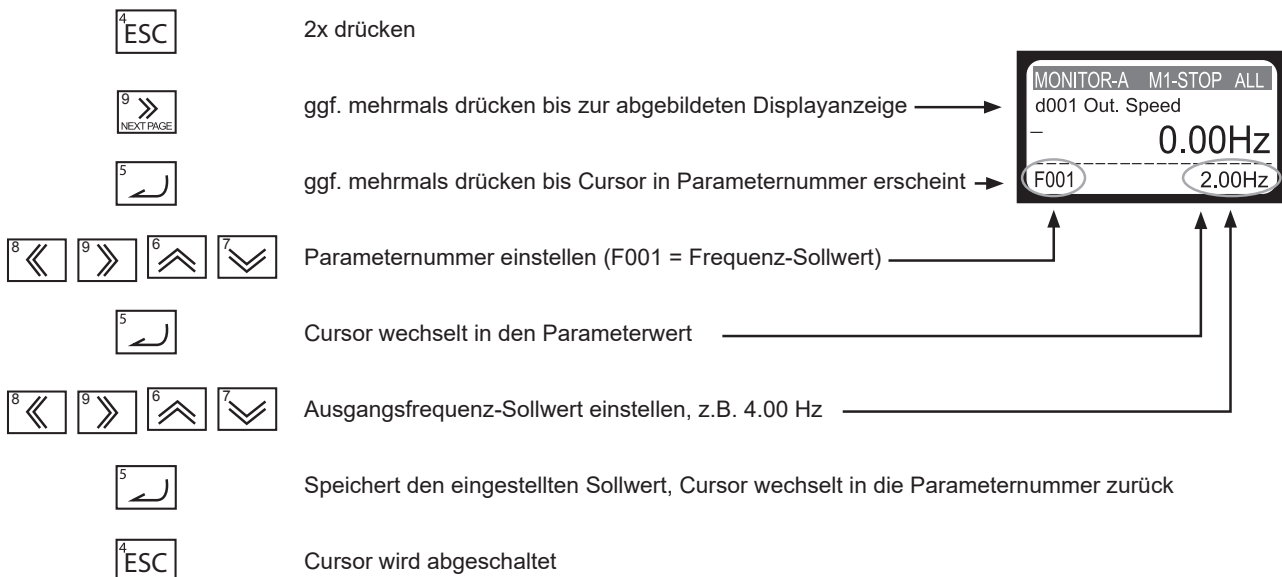 4 ESC 2x drücken
9 NEXT PAGE ggf. mehrmals drücken bis zur abgebildeten Displayanzeige
MONITOR-A M1-STOP ALL
d001 Out. Speed
0.00Hz
F001 2.00Hz
5 ggf. mehrmals drücken bis Cursor in Parameternummer erscheint
8 9 6 7 Parameternummer einstellen (F001 = Frequenz-Sollwert)
5 Cursor wechselt in den Parameterwert
8 9 6 7 Ausgangsfrequenz-Sollwert einstellen, z.B. 4.00 Hz
5 Speichert den eingestellten Sollwert, Cursor wechselt in die Parameternummer zurück
4 ESC Cursor wird abgeschaltet